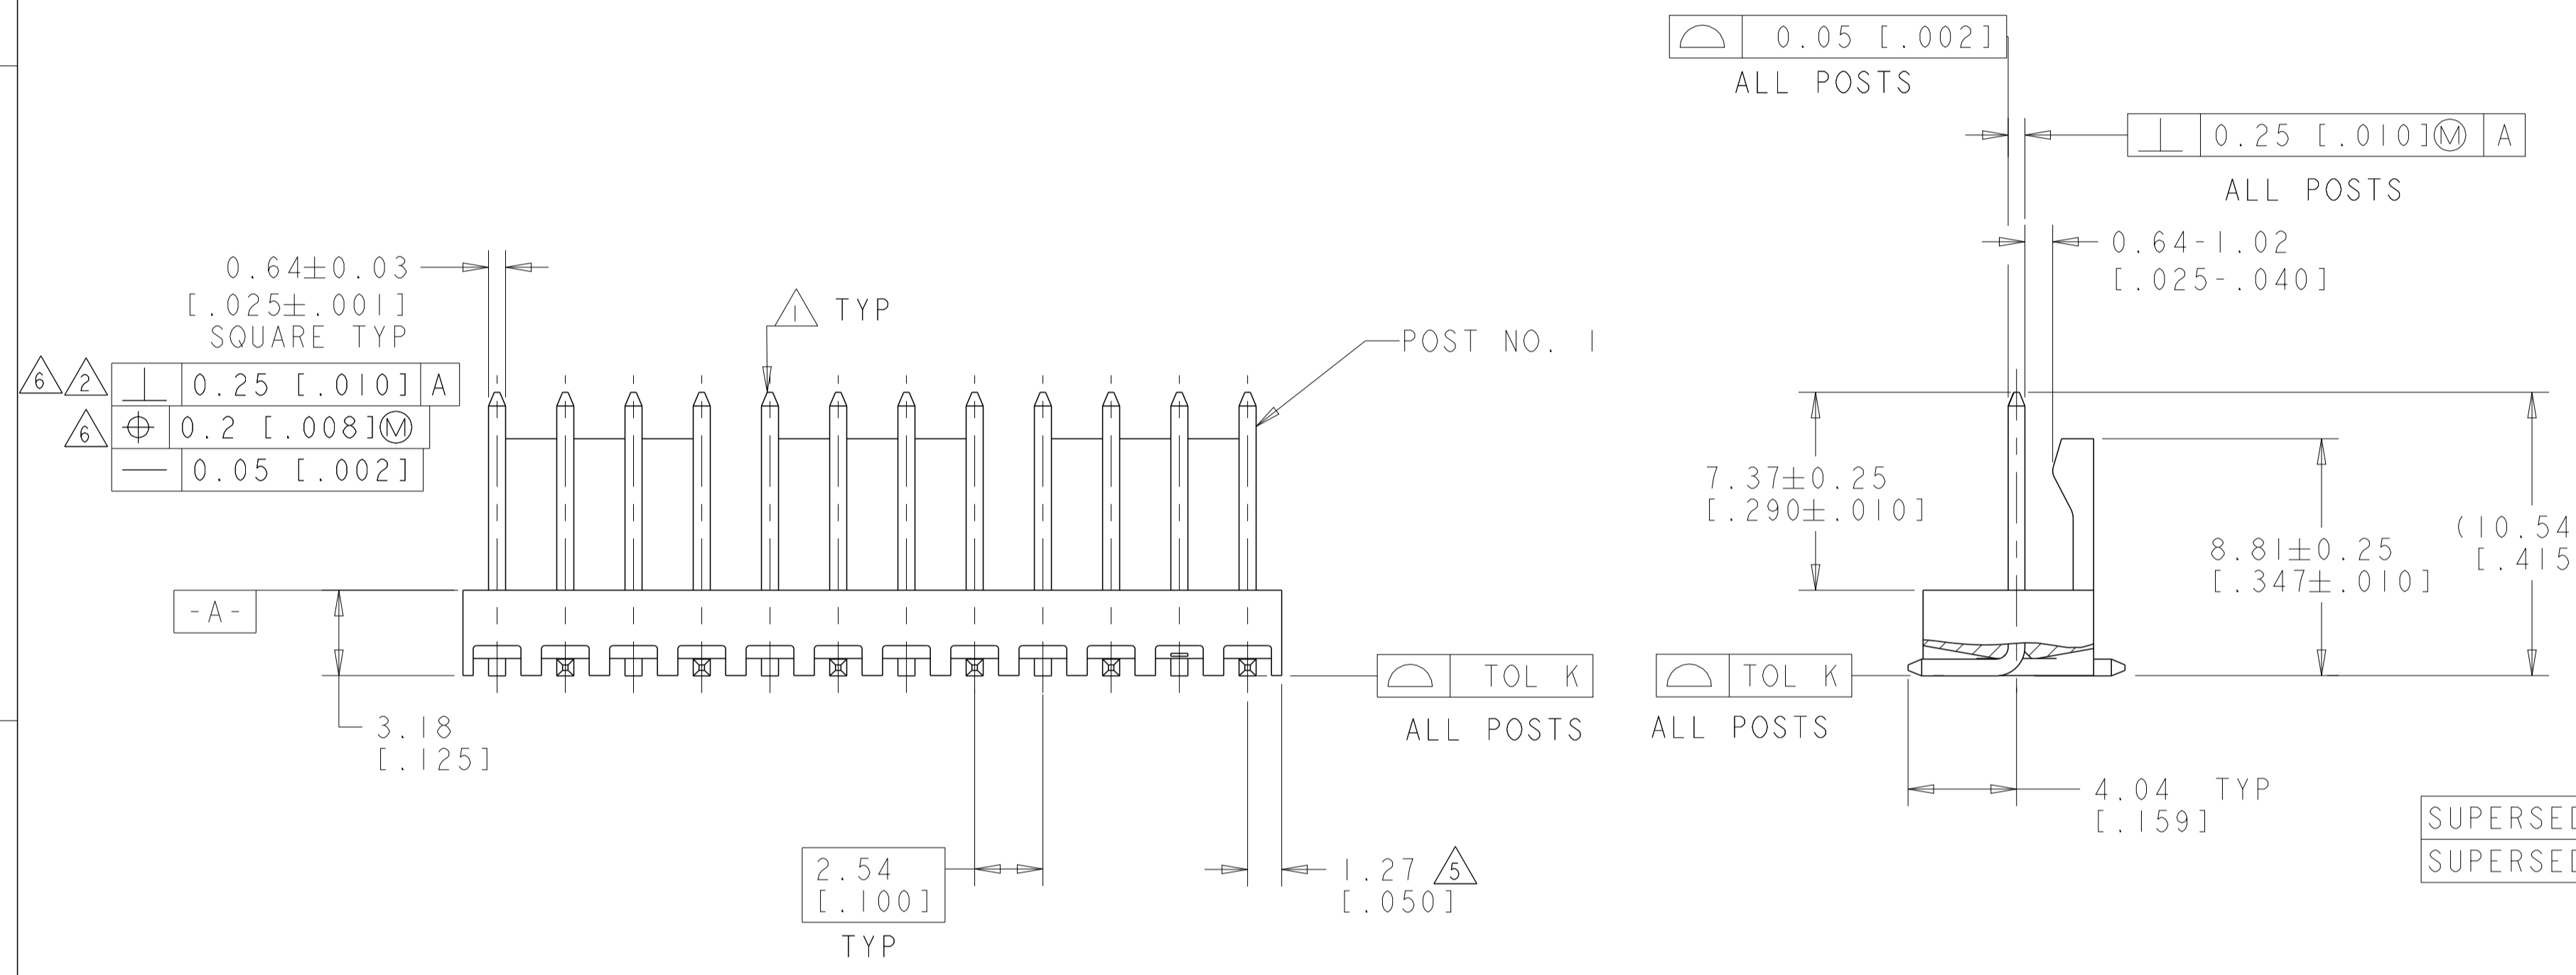 0.05 [.002]
ALL POSTS
0.25 [.010]Ⓜ A
ALL POSTS
0.64±0.03
[.025±.001]
SQUARE TYP
1 TYP
POST NO. 1
0.64-1.02
[.025-.040]
6 2 ⊥ 0.25 [.010] A
6 ⌖ 0.2 [.008]Ⓜ
0.05 [.002]
7.37±0.25
[.290±.010]
8.81±0.25
[.347±.010]
(10.54
[.415
-A-
3.18
[.125]
TOL K
ALL POSTS
TOL K
ALL POSTS
4.04 TYP
[.159]
SUPERSED
SUPERSED
2.54
[.100]
TYP
1.27 5
[.050]